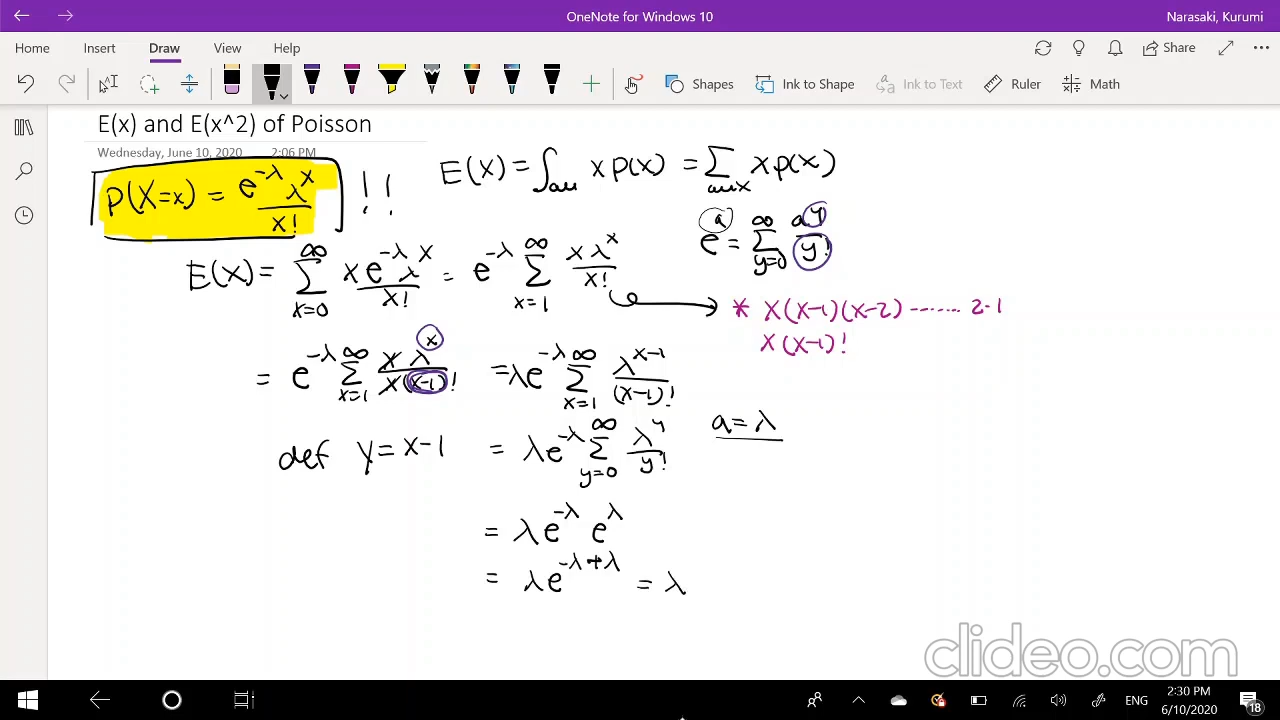 OneNote for Windows 10
Narasaki, Kurumi
Home Insert Draw View Help Share
Shapes Ink to Shape Ink to Text Ruler Math
E(x) and E(x^2) of Poisson
Wednesday, June 10, 2020 2:06 PM
P(X=x) = e^{-λ} λ^x / x! !!
E(X) = ∫_{all} x p(x) = Σ_{all x} x p(x)
e^a = Σ_{y=0}^{∞} a^y / y!
E(X) = Σ_{x=0}^{∞} x e^{-λ} λ^x / x! = e^{-λ} Σ_{x=1}^{∞} x λ^x / x!
* x(x-1)(x-2) ....... 2·1
x(x-1)!
= e^{-λ} Σ_{x=1}^{∞} x λ^x / x(x-1)! = λe^{-λ} Σ_{x=1}^{∞} λ^{x-1} / (x-1)!
def y = x-1 = λe^{-λ} Σ_{y=0}^{∞} λ^y / y! a = λ
= λe^{-λ} e^λ
= λe^{-λ+λ} = λ
clideo.com
ENG
2:30 PM
6/10/2020
18